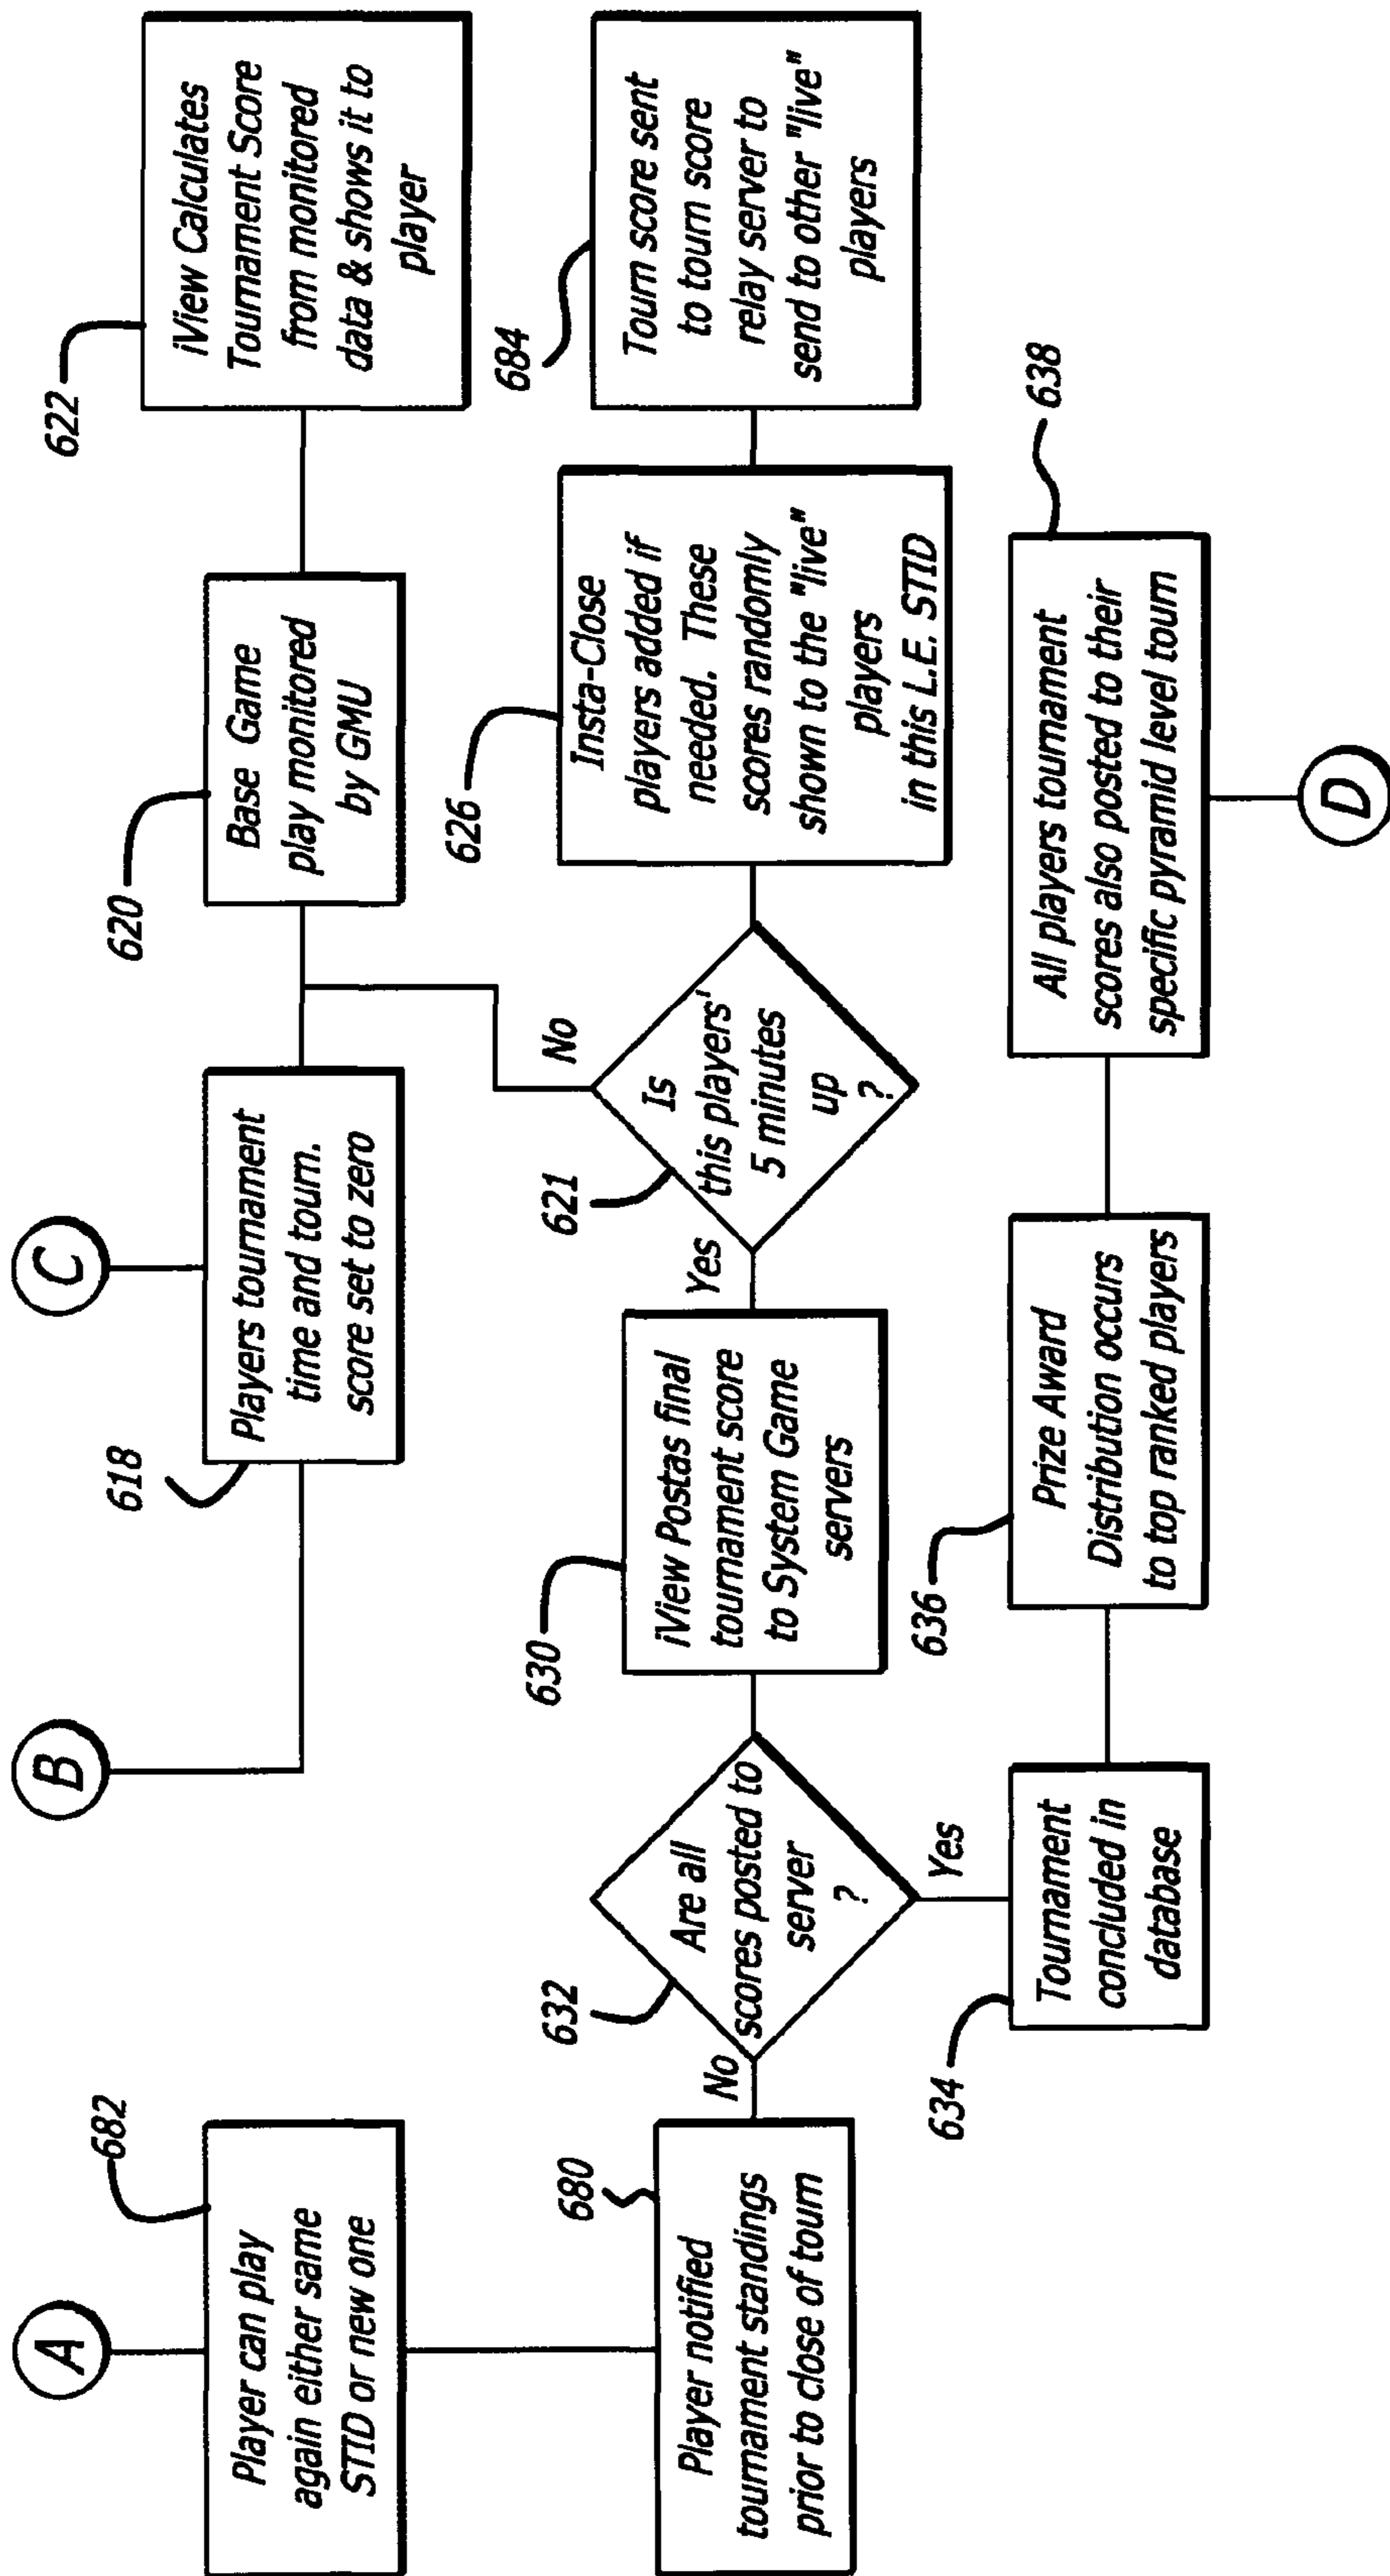 A
B
C
682
Player can play
again either same
STID or new one
618
Players tournament
time and tourn.
score set to zero
620
Base Game
play monitored
by GMU
622
iView Calculates
Tournament Score
from monitored
data & shows it to
player
680
Player notified
tournament standings
prior to close of tourn
No
632
Are all
scores posted to
server
?
Yes
630
iView Postas final
tournament score
to System Game
servers
Yes
621
Is
this players'
5 minutes
up
?
No
626
Insta-Close
players added if
needed. These
scores randomly
shown to the "live"
players
in this L.E. STID
684
Tourn score sent
to tourn score
relay server to
send to other "live"
players
634
Tournament
concluded in
database
636
Prize Award
Distribution occurs
to top ranked players
638
All players tournament
scores also posted to their
specific pyramid level tourn
D